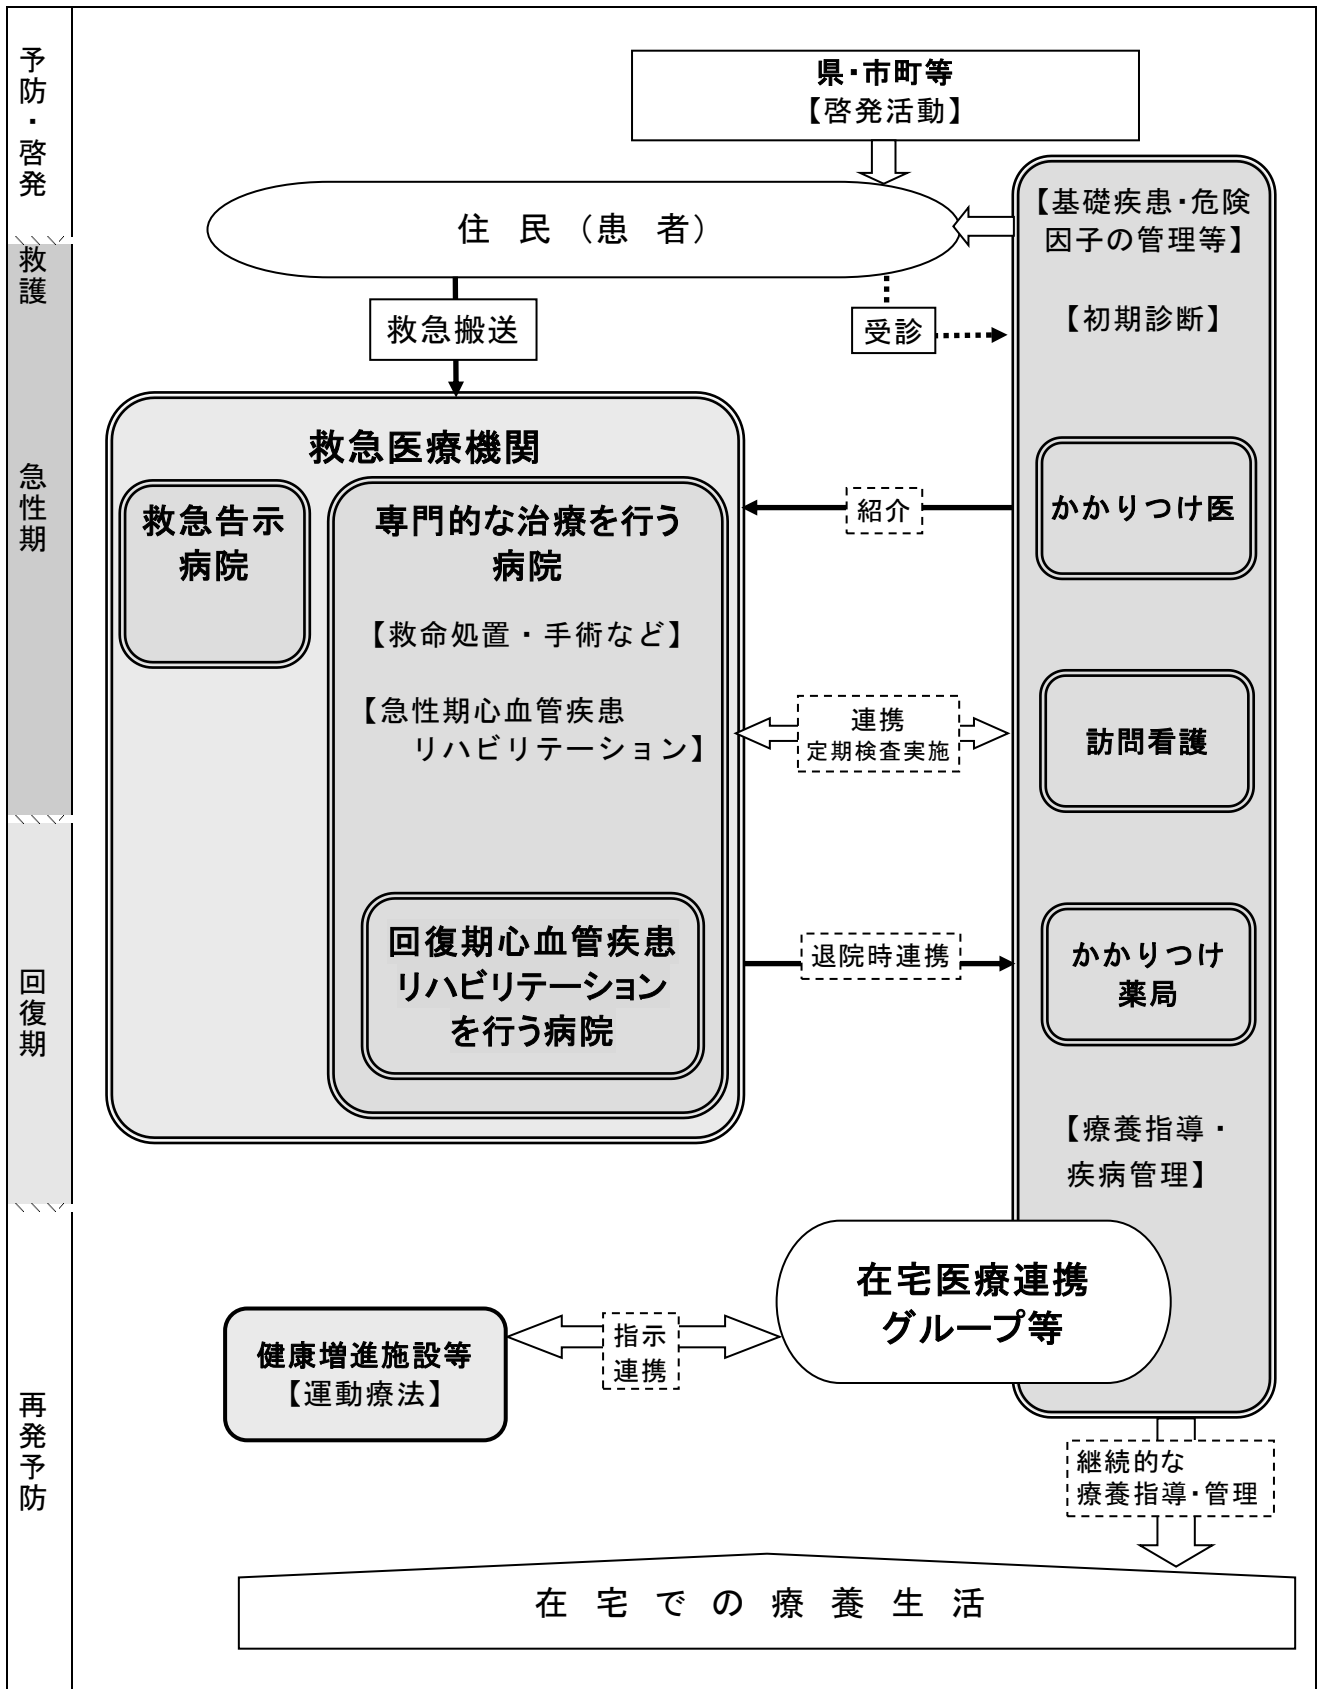 予防・啓発
救護
急性期
回復期
再発予防
県・市町等
【啓発活動】
住民（患者）
【基礎疾患・危険
因子の管理等】
【初期診断】
救急搬送
受診
救急医療機関
救急告示
病院
専門的な治療を行う
病院
【救命処置・手術など】
【急性期心血管疾患
リハビリテーション】
回復期心血管疾患
リハビリテーション
を行う病院
紹介
連携
定期検査実施
退院時連携
かかりつけ医
訪問看護
かかりつけ
薬局
【療養指導・
疾病管理】
在宅医療連携
グループ等
指示
連携
健康増進施設等
【運動療法】
継続的な
療養指導・管理
在宅での療養生活